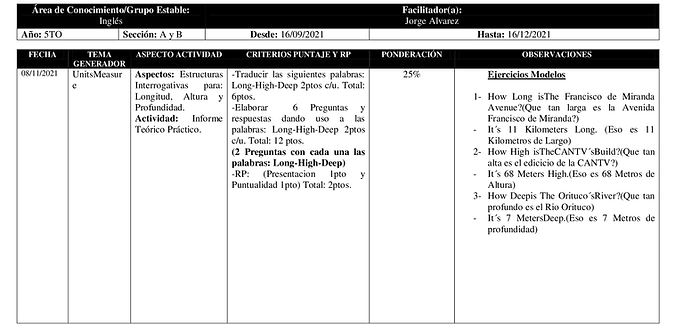 Área de Conocimiento/Grupo Estable:
Inglés
Facilitador(a):
Jorge Alvarez
Año: 5TO
Sección: A y B
Desde: 16/09/2021
Hasta: 16/12/2021
FECHA
TEMA
GENERADOR
ASPECTO ACTIVIDAD
CRITERIOS PUNTAJE Y RP
PONDERACIÓN
OBSERVACIONES
08/11/2021
UnitsMeasur
e
Aspectos: Estructuras
Interrogativas para:
Longitud, Altura y
Profundidad.
Actividad: Informe
Teórico Práctico.
-Traducir las siguientes palabras:
Long-High-Deep 2ptos c/u. Total:
6ptos.
-Elaborar 6 Preguntas y
respuestas dando uso a las
palabras: Long-High-Deep 2ptos
c/u. Total: 12 ptos.
(2 Preguntas con cada una las
palabras: Long-High-Deep)
-RP: (Presentacion 1pto y
Puntualidad 1pto) Total: 2ptos.
25%
Ejercicios Modelos
1- How Long isThe Francisco de Miranda
Avenue?(Que tan larga es la Avenida
Francisco de Miranda?)
- It´s 11 Kilometers Long. (Eso es 11
Kilometros de Largo)
2- How High isTheCANTV´sBuild?(Que tan
alta es el edicicio de la CANTV?)
- It´s 68 Meters High.(Eso es 68 Metros de
Altura)
3- How Deepis The Orituco´sRiver?(Que tan
profundo es el Rio Orituco)
- It´s 7 MetersDeep.(Eso es 7 Metros de
profundidad)